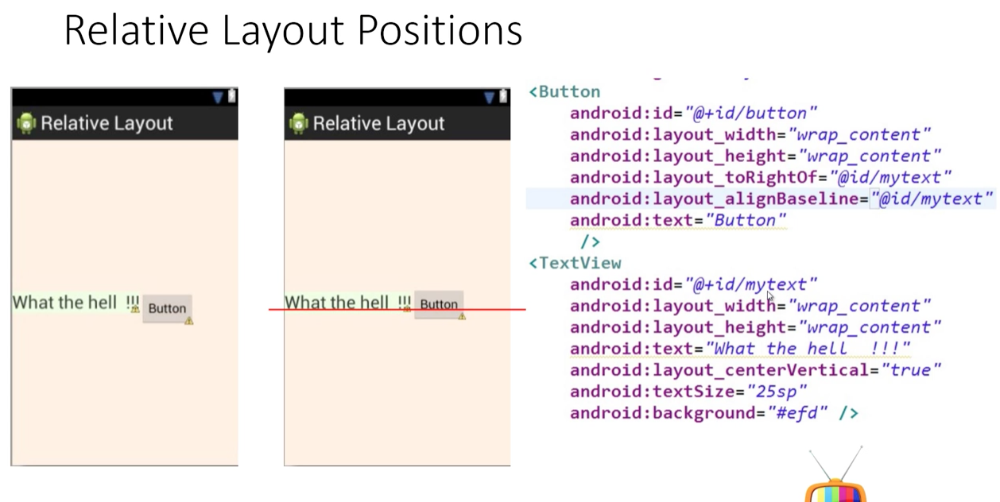 Relative Layout Positions
Relative Layout
What the hell  !!!
Button
Relative Layout
What the hell  !!!
Button
<Button
android:id="@+id/button"
android:layout_width="wrap_content"
android:layout_height="wrap_content"
android:layout_toRightOf="@id/mytext"
android:layout_alignBaseline="@id/mytext"
android:text="Button"
/>
<TextView
android:id="@+id/mytext"
android:layout_width="wrap_content"
android:layout_height="wrap_content"
android:text="What the hell  !!!"
android:layout_centerVertical="true"
android:textSize="25sp"
android:background="#efd" />